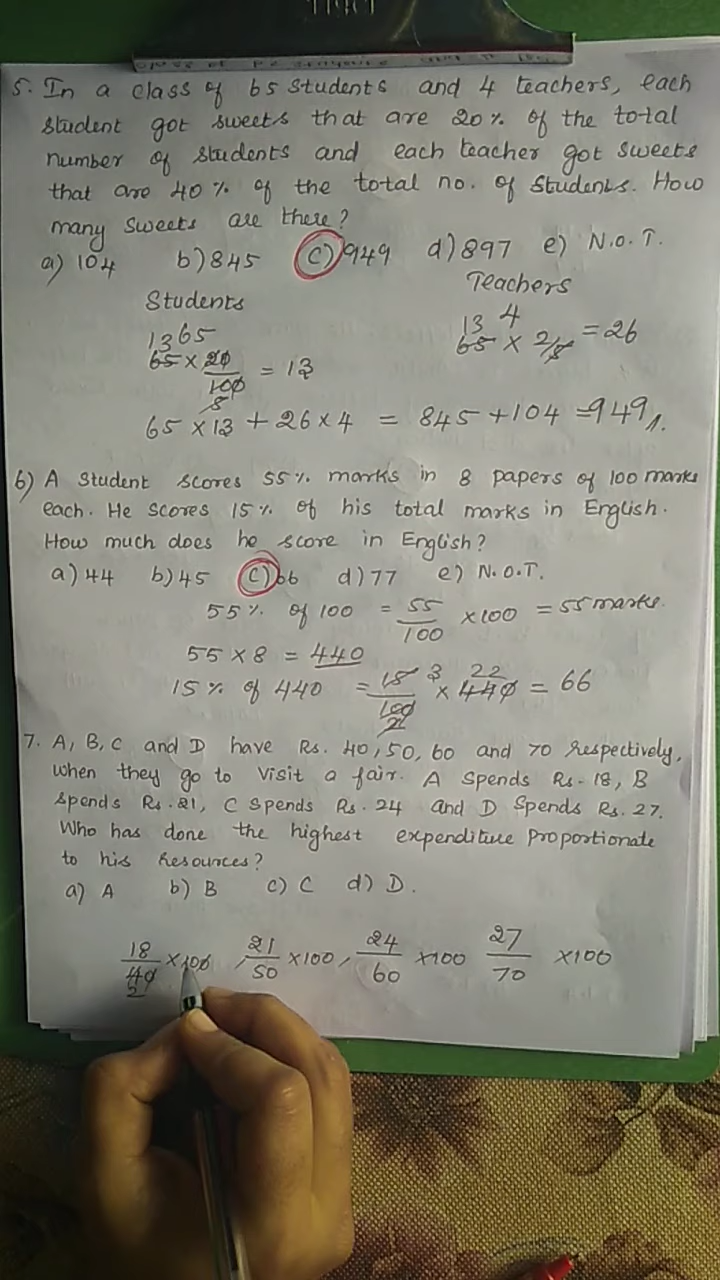 5. In a class of 65 students and 4 teachers, each
student got sweets that are 20% of the total
number of students and each teacher got sweets
that are 40% of the total no. of students. How
many sweets are there?
a) 104 b) 845 c) 949 d) 897 e) N.O.T.
Students Teachers
13 65 13 4
65 × 20/100 = 13 65 × 2/5 = 26
5
65 × 13 + 26 × 4 = 845 + 104 = 949
6) A student scores 55% marks in 8 papers of 100 marks
each. He scores 15% of his total marks in English.
How much does he score in English?
a) 44 b) 45 c) 66 d) 77 e) N.O.T.
55% of 100 = 55/100 × 100 = 55 marks.
55 × 8 = 440
15% of 440 = 15/100 3 × 22 440 = 66
2
7. A, B, C and D have Rs. 40, 50, 60 and 70 respectively,
when they go to visit a fair. A spends Rs. 18, B
spends Rs. 21, C spends Rs. 24 and D spends Rs. 27.
Who has done the highest expenditure proportionate
to his resources?
a) A b) B c) C d) D.
18/40 × 100, 21/50 × 100, 24/60 × 100 27/70 × 100
2